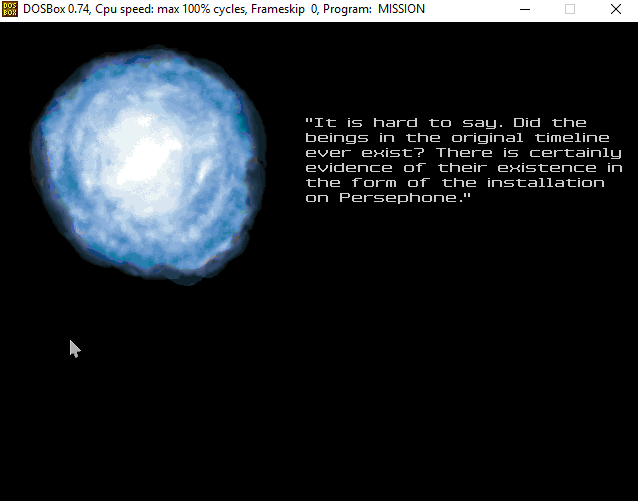 DOS BOX
DOSBox 0.74, Cpu speed: max 100% cycles, Frameskip 0, Program: MISSION
"It is hard to say. Did the
beings in the original timeline
ever exist? There is certainly
evidence of their existence in
the form of the installation
on Persephone."